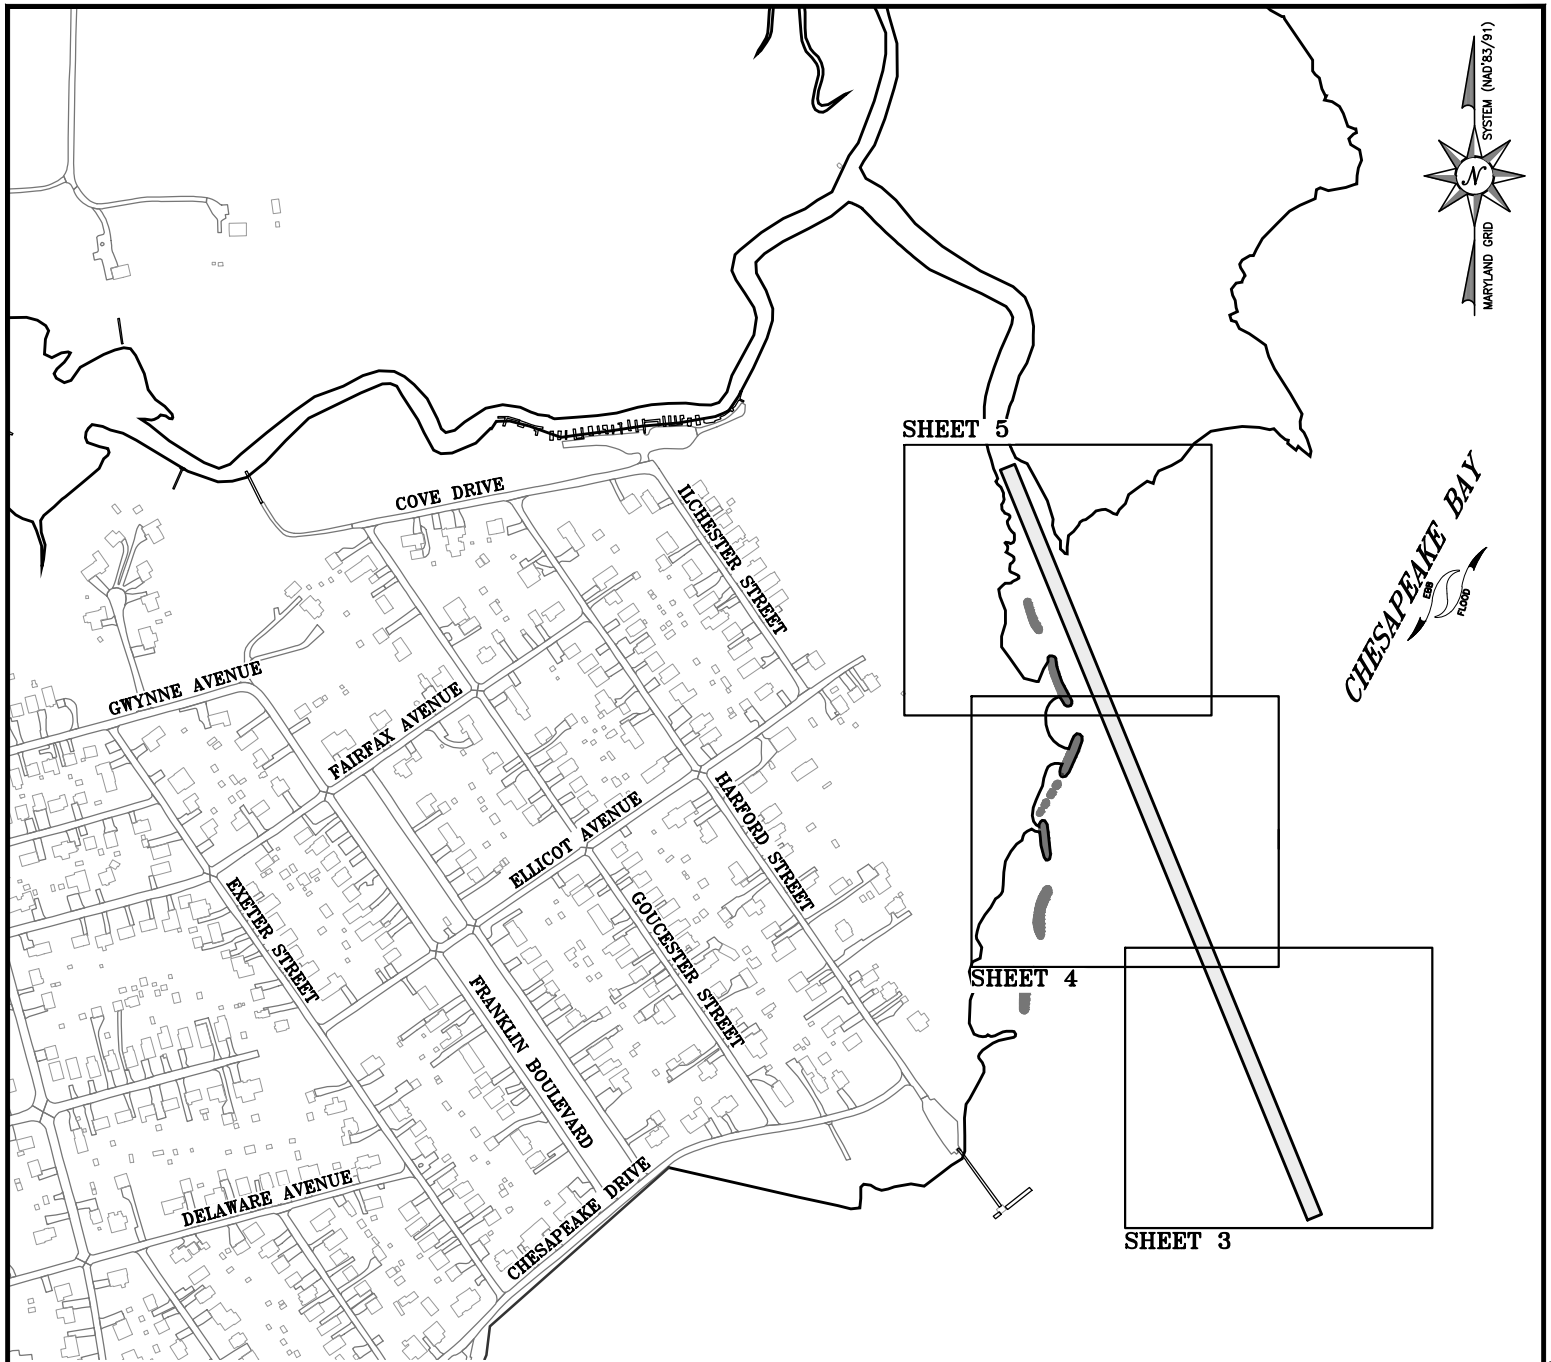 SYSTEM (NAD'83/91)
N
MARYLAND GRID
SHEET 5
CHESAPEAKE BAY
EBB
FLOOD
COVE DRIVE
ILCHESTER STREET
GWYNNE AVENUE
FAIRFAX AVENUE
HARFORD STREET
ELLICOT AVENUE
EXETER STREET
GOUCESTER STREET
FRANKLIN BOULEVARD
SHEET 4
DELAWARE AVENUE
CHESAPEAKE DRIVE
SHEET 3